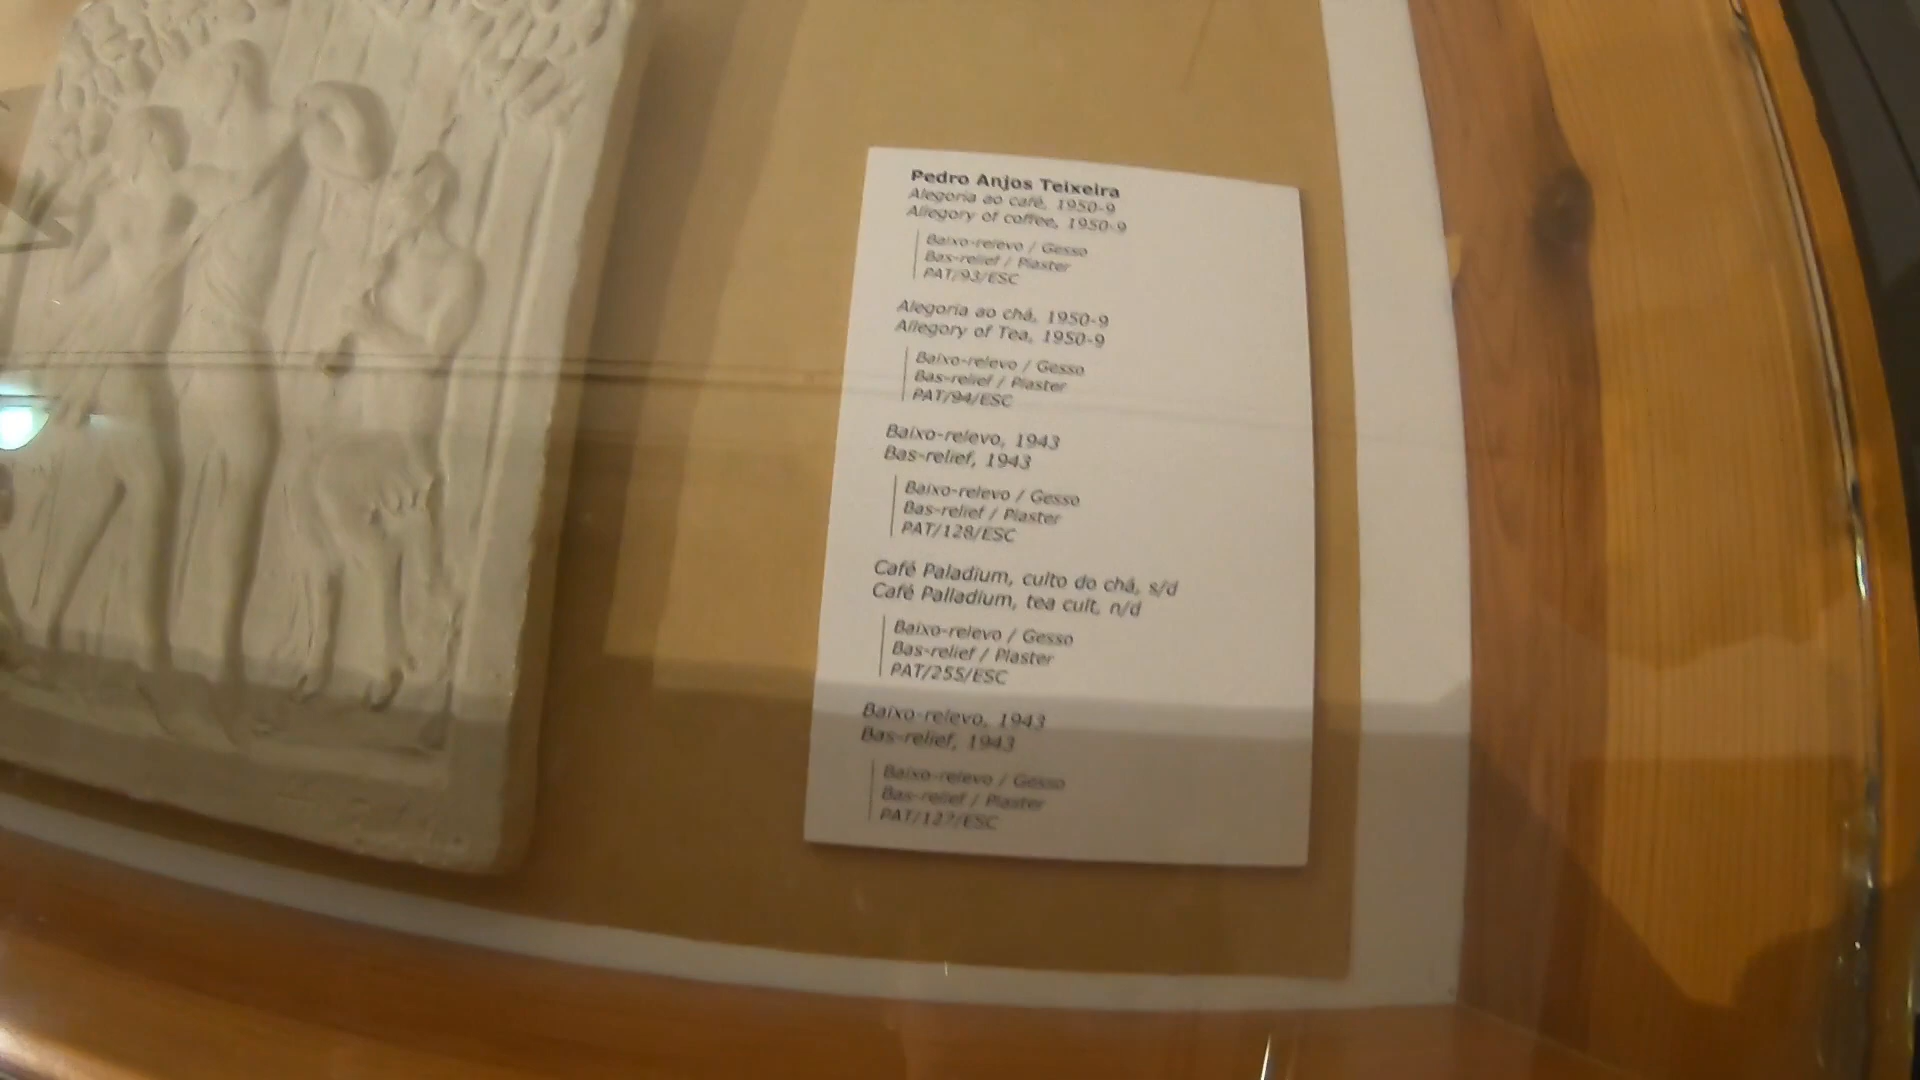 Pedro Anjos Teixeira
Alegoria ao café, 1950-9
Allegory of coffee, 1950-9
Baixo-relevo / Gesso
Bas-relief / Plaster
PAT/93/ESC
Alegoria ao chá, 1950-9
Allegory of Tea, 1950-9
Baixo-relevo / Gesso
Bas-relief / Plaster
PAT/94/ESC
Baixo-relevo, 1943
Bas-relief, 1943
Baixo-relevo / Gesso
Bas-relief / Plaster
PAT/128/ESC
Café Paladium, culto do chá, s/d
Café Palladium, tea cult, n/d
Baixo-relevo / Gesso
Bas-relief / Plaster
PAT/255/ESC
Baixo-relevo, 1943
Bas-relief, 1943
Baixo-relevo / Gesso
Bas-relief / Plaster
PAT/127/ESC